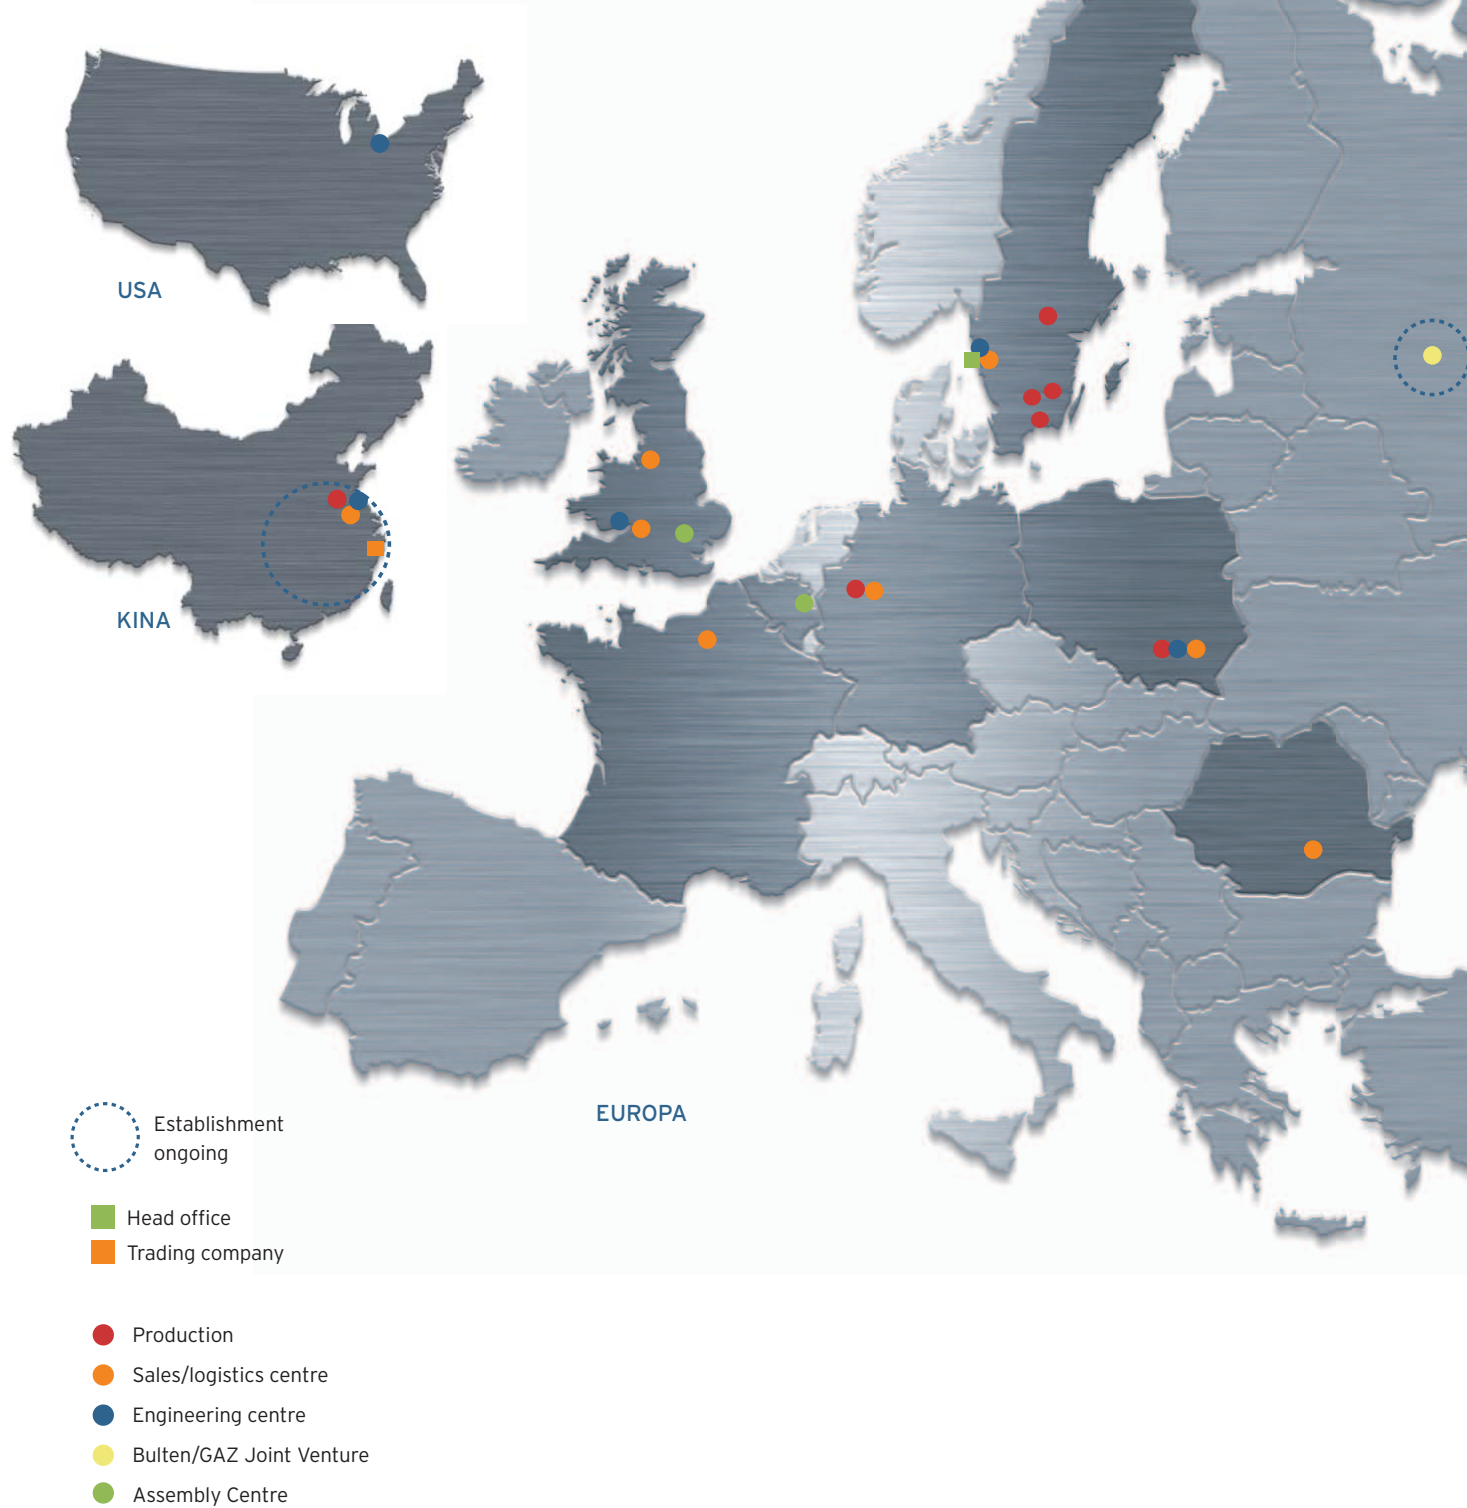 USA
KINA
EUROPA
Establishment
ongoing
Head office
Trading company
Production
Sales/logistics centre
Engineering centre
Bulten/GAZ Joint Venture
Assembly Centre